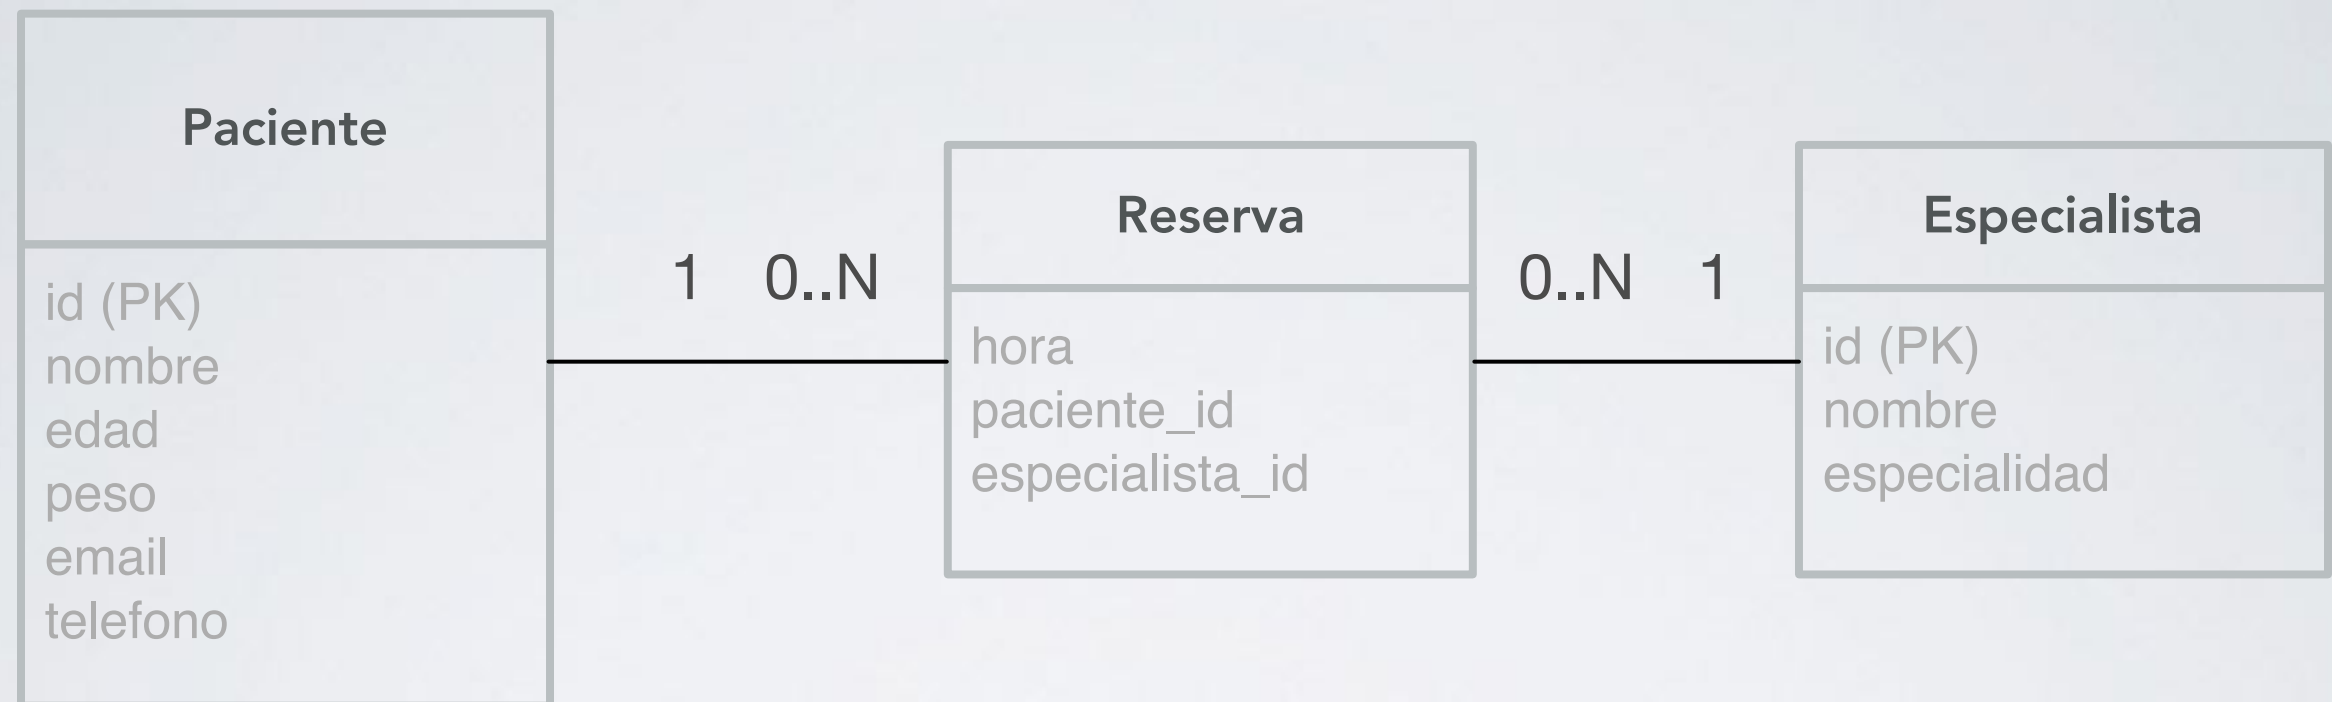 Paciente
id (PK)
nombre
edad
peso
email
telefono
1 0..N
Reserva
hora
paciente_id
especialista_id
0..N 1
Especialista
id (PK)
nombre
especialidad